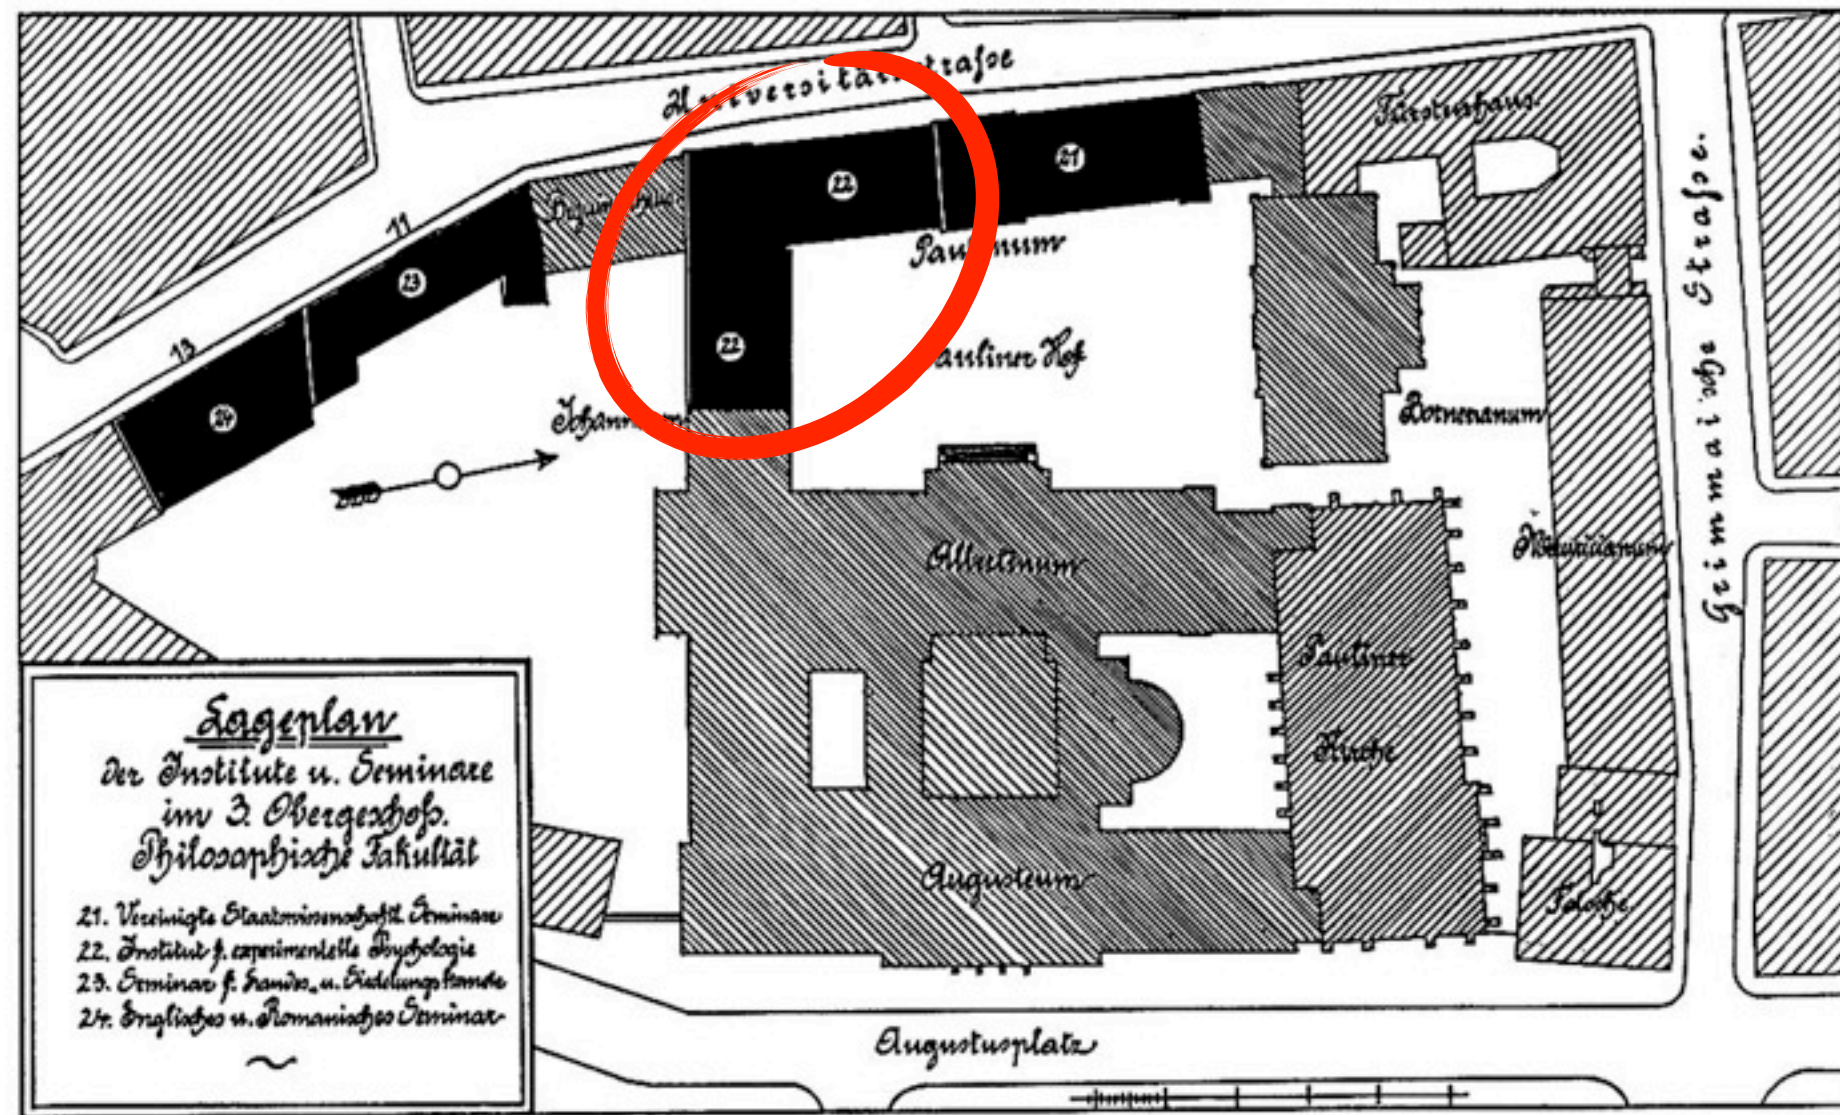 Universitätsstraße
Fürstenhaus.
21
22
11
23
Paulinum
Grimmaische Straße.
22
Pauliner Hof
13
24
Johanneum
Bornerianum
Albertinum
Pauliner
Kirche
Lageplan
der Institute u. Seminare
im 3. Obergeschoß.
Philosophische Fakultät
Augusteum
21. Vereinigte Staatswissenschaftl. Seminare
22. Institut f. experimentelle Psychologie
23. Seminar f. Landes- u. Siedelungskunde
24. Englisches u. Romanisches Seminar
Augustusplatz